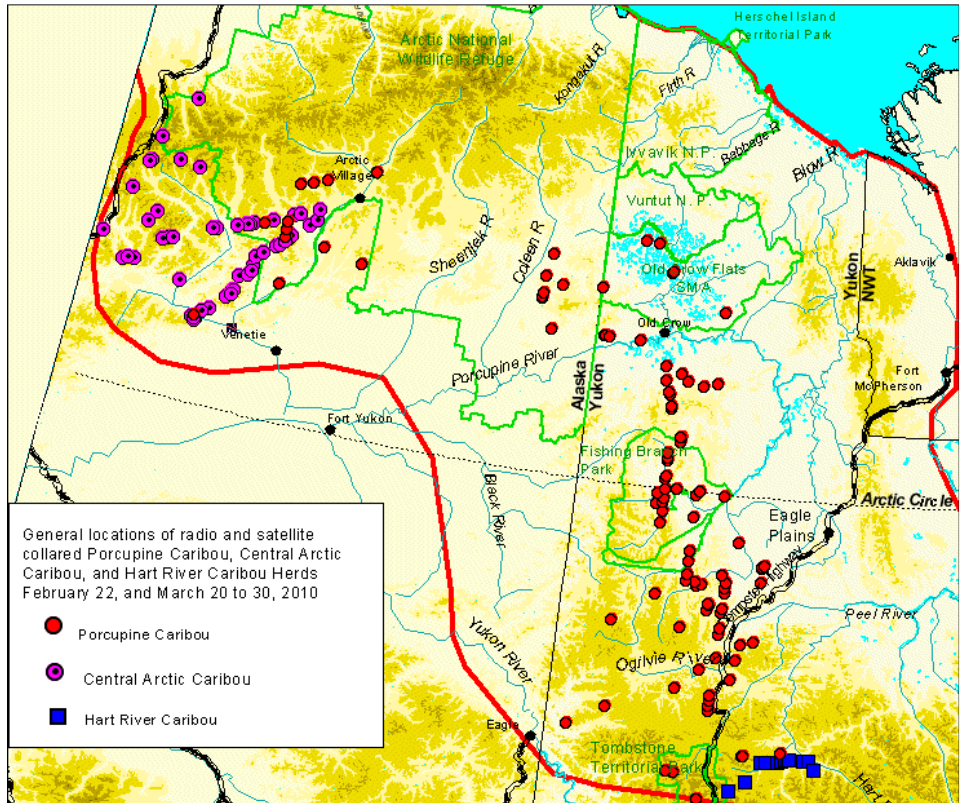 Herschel Island
Territorial Park
Arctic National
Wildlife Refuge
Kongakut R
Firth R
Babbage R
Blow R
Ivvavik N.P.
Arctic
Village
Vuntut N.P.
Sheenjek R
Coleen R
Old Crow Flats
SMA
Yukon
NWT
Aklavik
Old Crow
Venetie
Porcupine River
Alaska
Yukon
Fort
McPherson
Fort Yukon
Fishing Branch
Park
Black River
Arctic Circle
Eagle
Plains
General locations of radio and satellite
collared Porcupine Caribou, Central Arctic
Caribou, and Hart River Caribou Herds
February 22, and March 20 to 30, 2010
Porcupine Caribou
Central Arctic Caribou
Hart River Caribou
Dempster Highway
Peel River
Yukon River
Ogilvie River
Eagle
Tombstone
Territorial Park
Hart